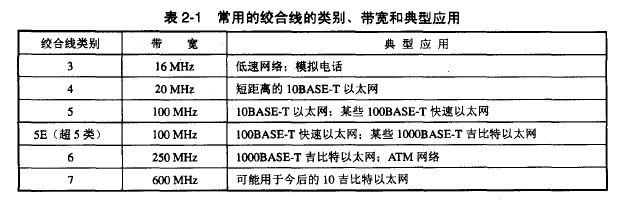 表 2-1 常用的绞合线的类别、带宽和典型应用
绞合线类别 带 宽 典 型 应 用
3 16 MHz 低速网络；模拟电话
4 20 MHz 短距离的 10BASE-T 以太网
5 100 MHz 10BASE-T 以太网；某些 100BASE-T 快速以太网
5E（超 5 类） 100 MHz 100BASE-T 快速以太网；某些 1000BASE-T 吉比特以太网
6 250 MHz 1000BASE-T 吉比特以太网；ATM 网络
7 600 MHz 可能用于今后的 10 吉比特以太网